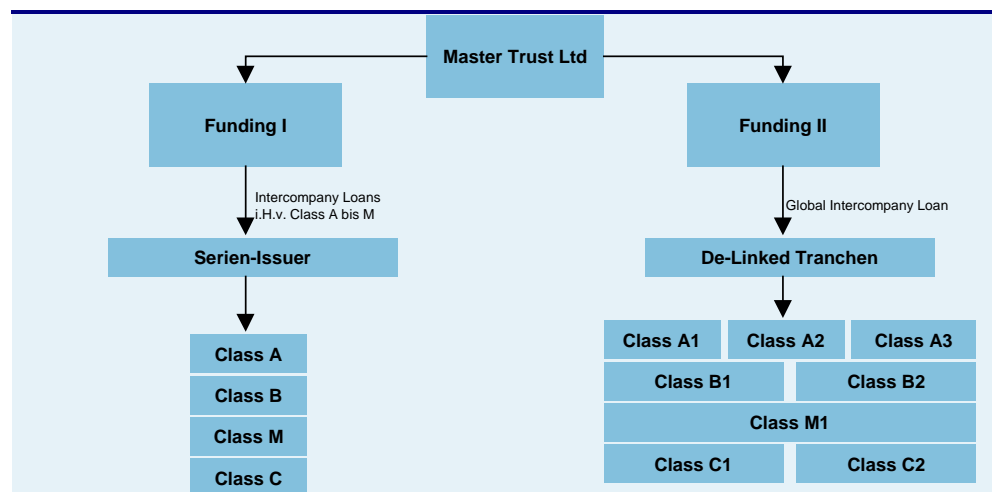 Master Trust Ltd
Funding I
Funding II
Intercompany Loans
i.H.v. Class A bis M
Global Intercompany Loan
Serien-Issuer
De-Linked Tranchen
Class A
Class B
Class M
Class C
Class A1
Class A2
Class A3
Class B1
Class B2
Class M1
Class C1
Class C2